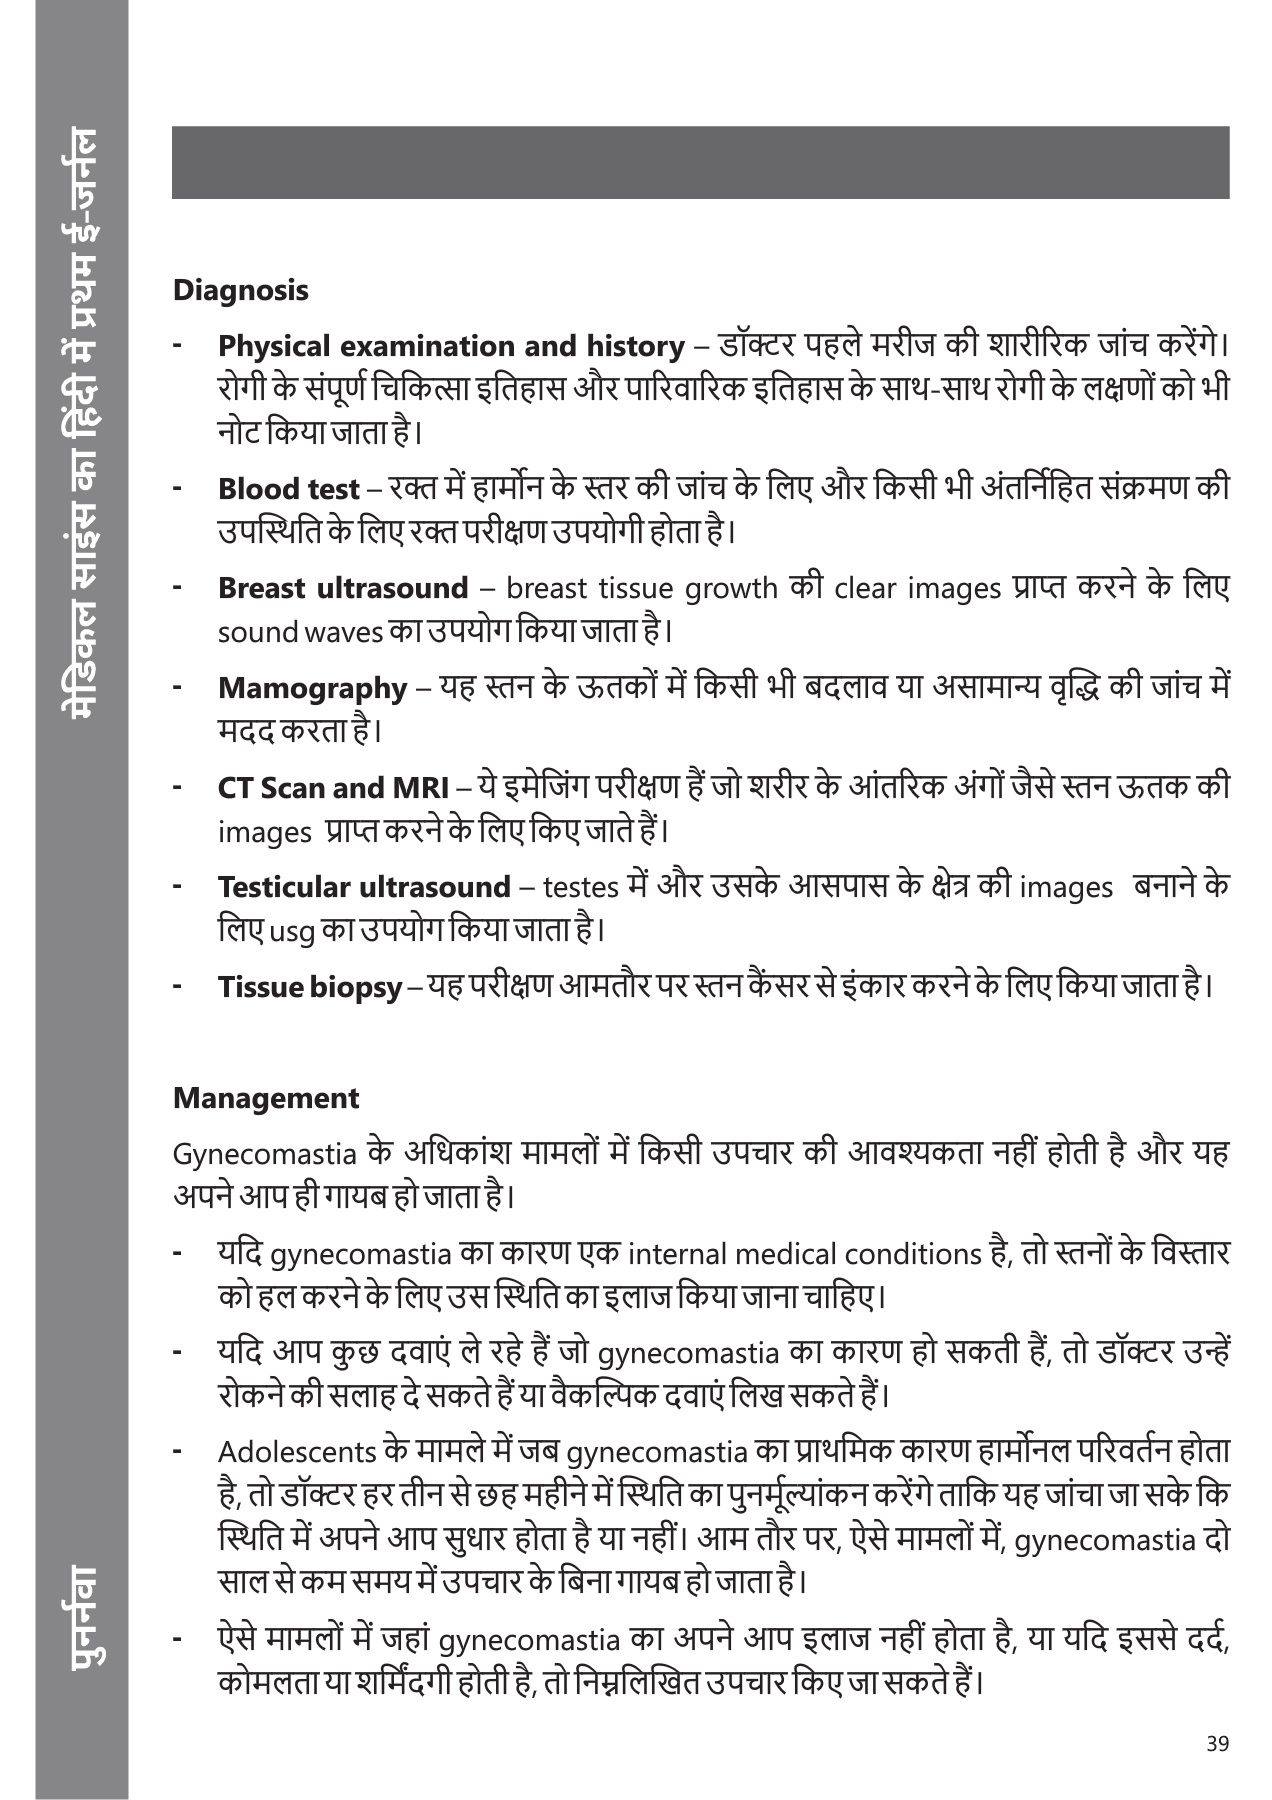 मेडिकल साइंस का हिंदी में प्रथम ई-जर्नल
पुनर्नवा
Diagnosis
- Physical examination and history – डॉक्टर पहले मरीज की शारीरिक जांच करेंगे।
रोगी के संपूर्ण चिकित्सा इतिहास और पारिवारिक इतिहास के साथ-साथ रोगी के लक्षणों को भी
नोट किया जाता है।
- Blood test – रक्त में हार्मोन के स्तर की जांच के लिए और किसी भी अंतर्निहित संक्रमण की
उपस्थिति के लिए रक्त परीक्षण उपयोगी होता है।
- Breast ultrasound – breast tissue growth की clear images प्राप्त करने के लिए
sound waves का उपयोग किया जाता है।
- Mamography – यह स्तन के ऊतकों में किसी भी बदलाव या असामान्य वृद्धि की जांच में
मदद करता है।
- CT Scan and MRI – ये इमेजिंग परीक्षण हैं जो शरीर के आंतरिक अंगों जैसे स्तन ऊतक की
images प्राप्त करने के लिए किए जाते हैं।
- Testicular ultrasound – testes में और उसके आसपास के क्षेत्र की images बनाने के
लिए usg का उपयोग किया जाता है।
- Tissue biopsy – यह परीक्षण आमतौर पर स्तन कैंसर से इंकार करने के लिए किया जाता है।
Management
Gynecomastia के अधिकांश मामलों में किसी उपचार की आवश्यकता नहीं होती है और यह
अपने आप ही गायब हो जाता है।
- यदि gynecomastia का कारण एक internal medical conditions है, तो स्तनों के विस्तार
को हल करने के लिए उस स्थिति का इलाज किया जाना चाहिए।
- यदि आप कुछ दवाएं ले रहे हैं जो gynecomastia का कारण हो सकती हैं, तो डॉक्टर उन्हें
रोकने की सलाह दे सकते हैं या वैकल्पिक दवाएं लिख सकते हैं।
- Adolescents के मामले में जब gynecomastia का प्राथमिक कारण हार्मोनल परिवर्तन होता
है, तो डॉक्टर हर तीन से छह महीने में स्थिति का पुनर्मूल्यांकन करेंगे ताकि यह जांचा जा सके कि
स्थिति में अपने आप सुधार होता है या नहीं। आम तौर पर, ऐसे मामलों में, gynecomastia दो
साल से कम समय में उपचार के बिना गायब हो जाता है।
- ऐसे मामलों में जहां gynecomastia का अपने आप इलाज नहीं होता है, या यदि इससे दर्द,
कोमलता या शर्मिंदगी होती है, तो निम्नलिखित उपचार किए जा सकते हैं।
39